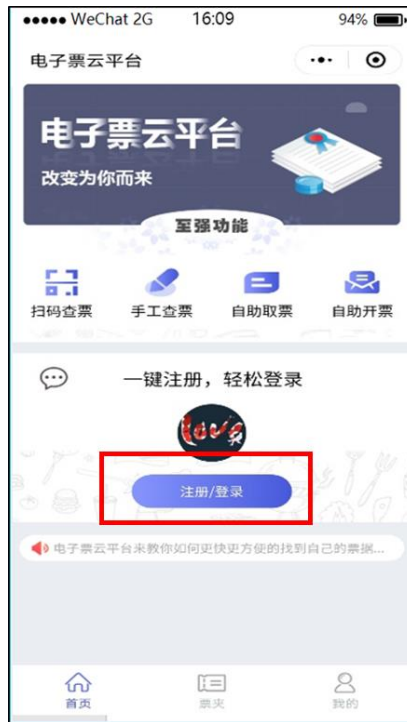 ●●●●● WeChat 2G 16:09 94%
电子票云平台
电子票云平台
改变为你而来
至强功能
扫码查票 手工查票 自助取票 自助开票
一键注册，轻松登录
love
注册/登录
电子票云平台来教你如何更快更方便的找到自己的票据...
首页 票夹 我的